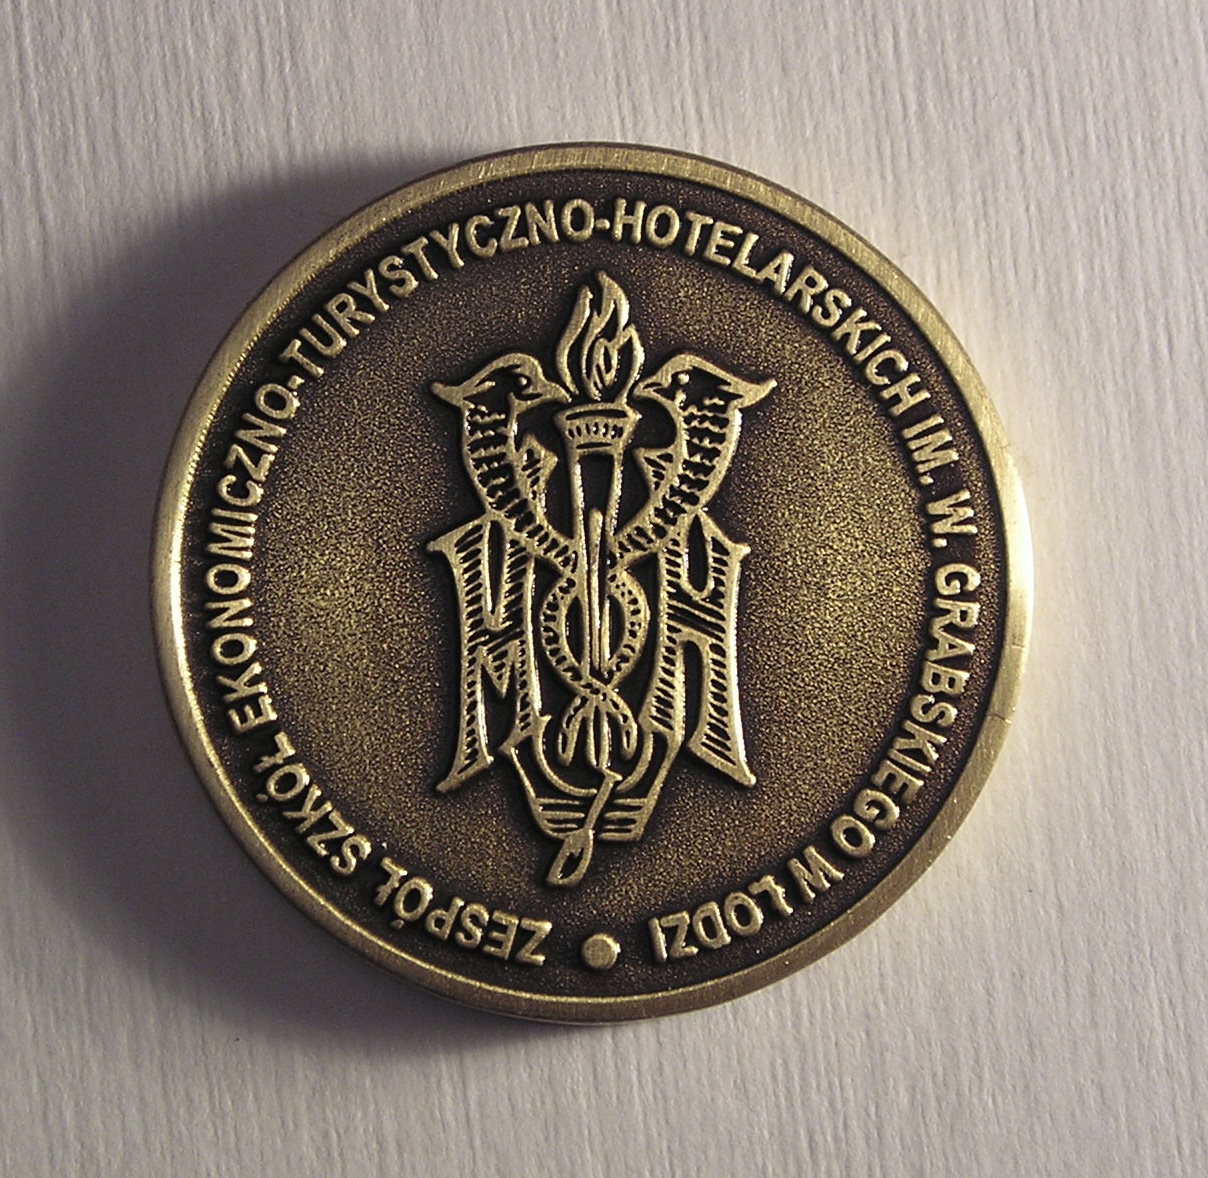 ZESPÓŁ SZKÓŁ EKONOMICZNO-TURYSTYCZNO-HOTELARSKICH IM. W. GRABSKIEGO W ŁODZI